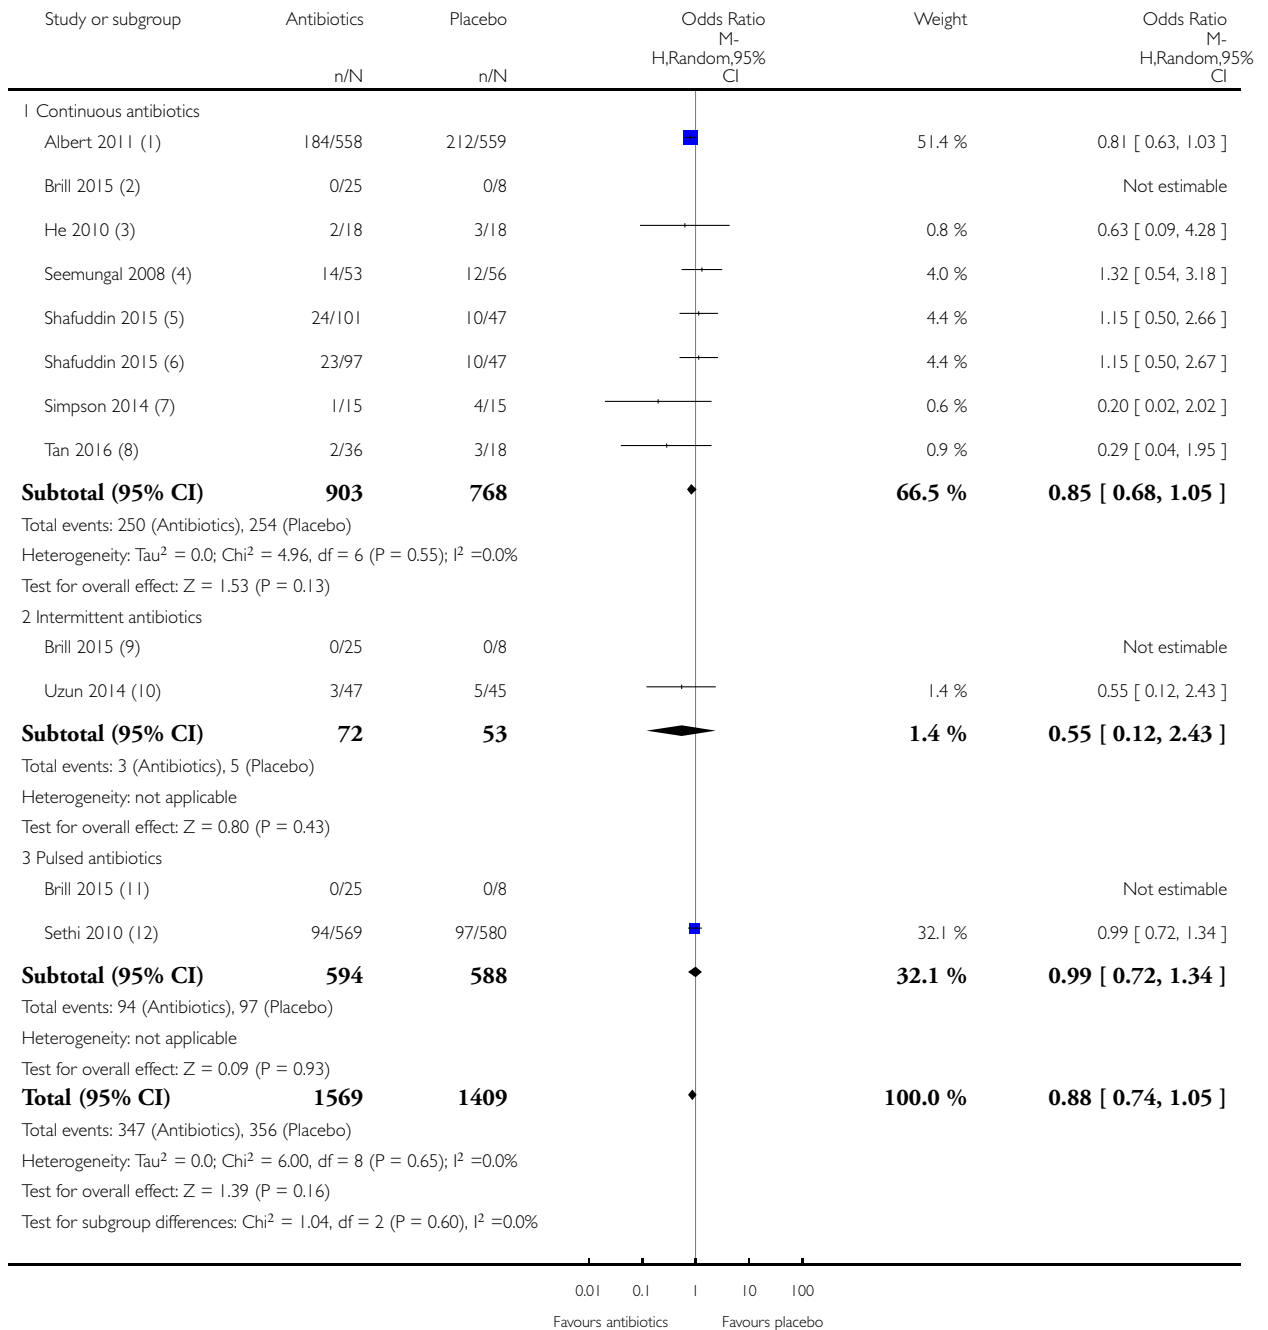 Study or subgroup Antibiotics Placebo Odds Ratio Weight Odds Ratio
M- M-
H,Random,95% H,Random,95%
n/N n/N CI CI
1 Continuous antibiotics
Albert 2011 (1) 184/558 212/559 51.4 % 0.81 [ 0.63, 1.03 ]
Brill 2015 (2) 0/25 0/8 Not estimable
He 2010 (3) 2/18 3/18 0.8 % 0.63 [ 0.09, 4.28 ]
Seemungal 2008 (4) 14/53 12/56 4.0 % 1.32 [ 0.54, 3.18 ]
Shafuddin 2015 (5) 24/101 10/47 4.4 % 1.15 [ 0.50, 2.66 ]
Shafuddin 2015 (6) 23/97 10/47 4.4 % 1.15 [ 0.50, 2.67 ]
Simpson 2014 (7) 1/15 4/15 0.6 % 0.20 [ 0.02, 2.02 ]
Tan 2016 (8) 2/36 3/18 0.9 % 0.29 [ 0.04, 1.95 ]
Subtotal (95% CI) 903 768 66.5 % 0.85 [ 0.68, 1.05 ]
Total events: 250 (Antibiotics), 254 (Placebo)
Heterogeneity: Tau² = 0.0; Chi² = 4.96, df = 6 (P = 0.55); I² =0.0%
Test for overall effect: Z = 1.53 (P = 0.13)
2 Intermittent antibiotics
Brill 2015 (9) 0/25 0/8 Not estimable
Uzun 2014 (10) 3/47 5/45 1.4 % 0.55 [ 0.12, 2.43 ]
Subtotal (95% CI) 72 53 1.4 % 0.55 [ 0.12, 2.43 ]
Total events: 3 (Antibiotics), 5 (Placebo)
Heterogeneity: not applicable
Test for overall effect: Z = 0.80 (P = 0.43)
3 Pulsed antibiotics
Brill 2015 (11) 0/25 0/8 Not estimable
Sethi 2010 (12) 94/569 97/580 32.1 % 0.99 [ 0.72, 1.34 ]
Subtotal (95% CI) 594 588 32.1 % 0.99 [ 0.72, 1.34 ]
Total events: 94 (Antibiotics), 97 (Placebo)
Heterogeneity: not applicable
Test for overall effect: Z = 0.09 (P = 0.93)
Total (95% CI) 1569 1409 100.0 % 0.88 [ 0.74, 1.05 ]
Total events: 347 (Antibiotics), 356 (Placebo)
Heterogeneity: Tau² = 0.0; Chi² = 6.00, df = 8 (P = 0.65); I² =0.0%
Test for overall effect: Z = 1.39 (P = 0.16)
Test for subgroup differences: Chi² = 1.04, df = 2 (P = 0.60), I² =0.0%
0.01 0.1 1 10 100
Favours antibiotics Favours placebo